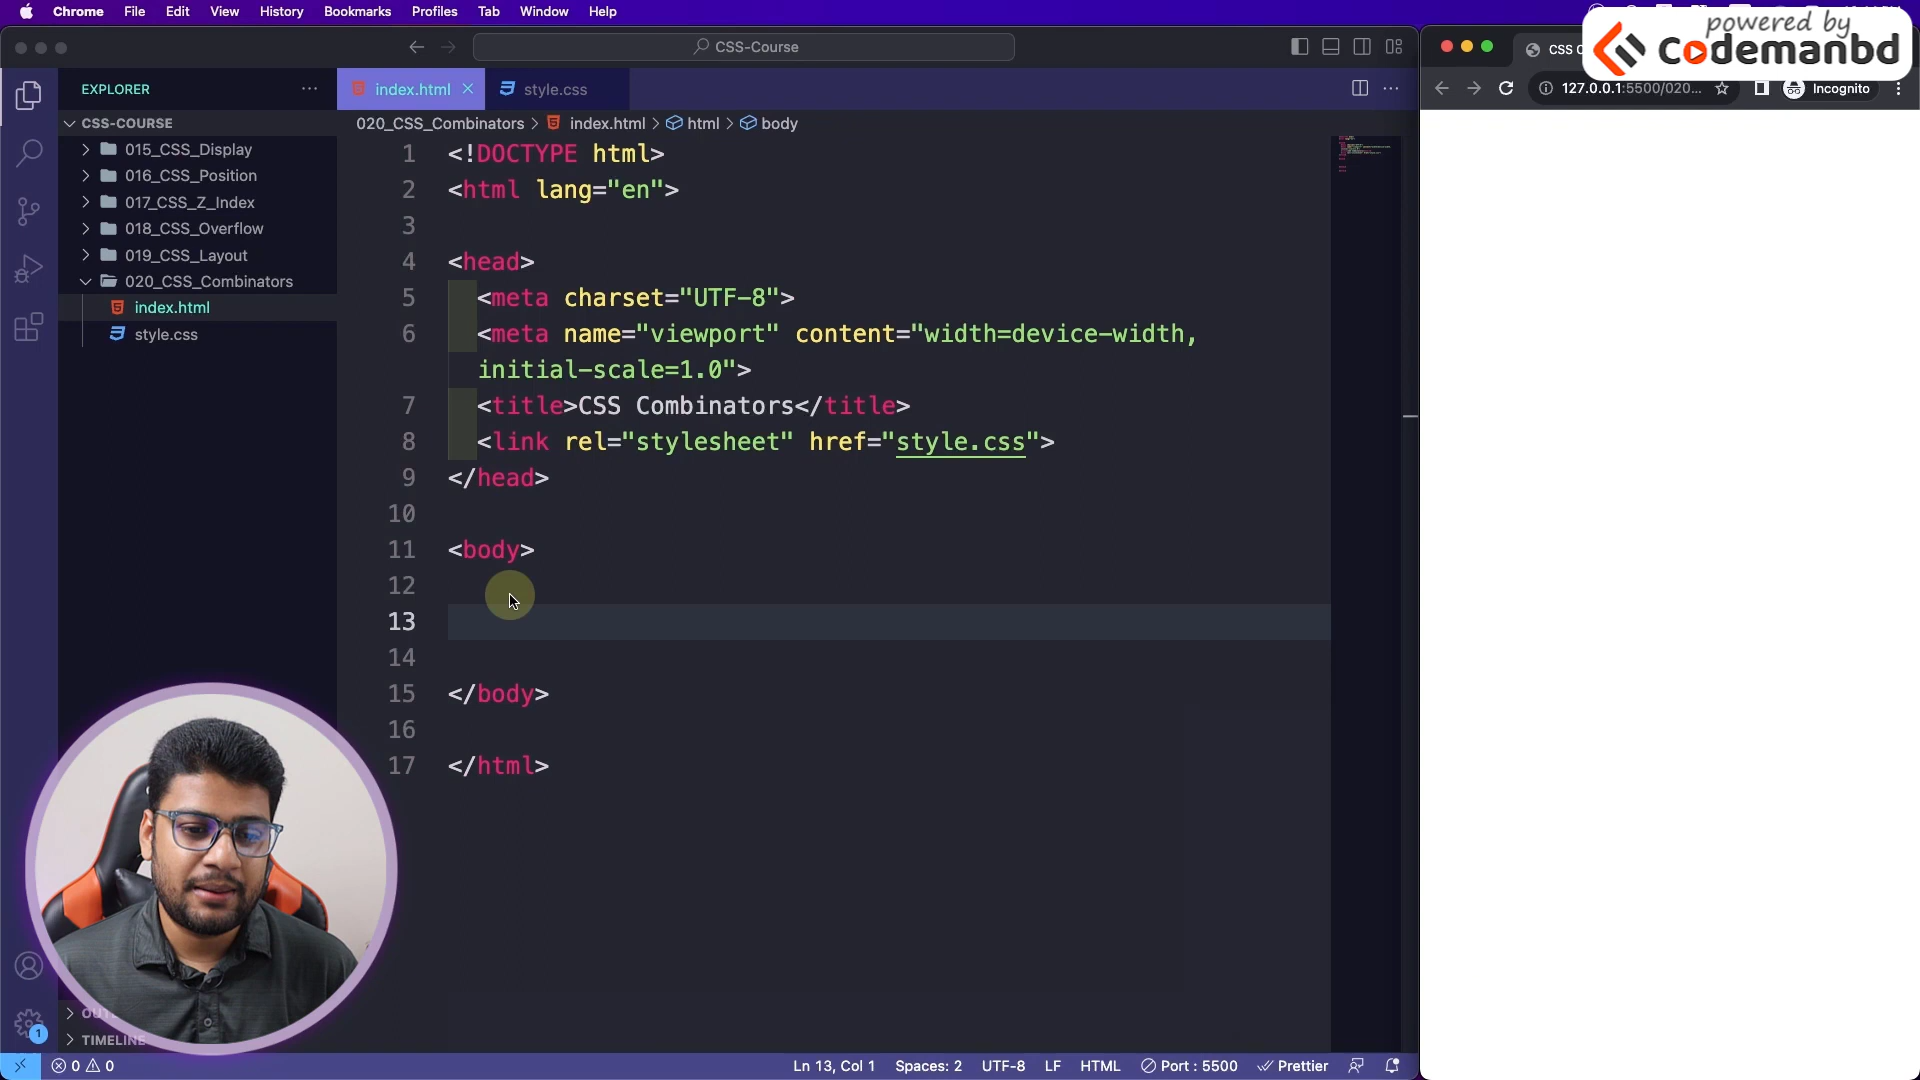 Chrome File Edit View History Bookmarks Profiles Tab Window Help
powered by
Codemanbd
CSS-Course
CSS C
EXPLORER
index.html
style.css
127.0.0.1:5500/020...
Incognito
CSS-COURSE
020_CSS_Combinators > index.html > html > body
015_CSS_Display
016_CSS_Position
017_CSS_Z_Index
018_CSS_Overflow
019_CSS_Layout
020_CSS_Combinators
index.html
style.css
1 <!DOCTYPE html>
2 <html lang="en">
3
4 <head>
5 <meta charset="UTF-8">
6 <meta name="viewport" content="width=device-width,
initial-scale=1.0">
7 <title>CSS Combinators</title>
8 <link rel="stylesheet" href="style.css">
9 </head>
10
11 <body>
12
13
14
15 </body>
16
17 </html>
TIMELINE
1
0 0
Ln 13, Col 1 Spaces: 2 UTF-8 LF HTML Port : 5500 Prettier